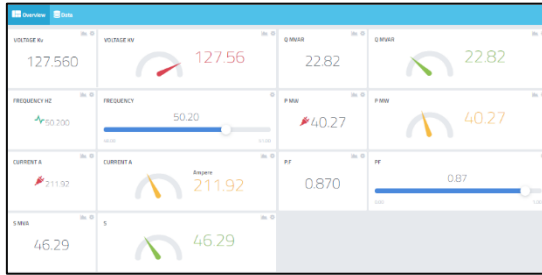 Overview Data
VOLTAGE Kv
127.560
VOLTAGE KV
127.56
Q MVAR
22.82
Q MVAR
22.82
FREQUENCY HZ
50.200
FREQUENCY
50.20
P MW
40.27
P MW
40.27
CURRENT A
211.92
CURRENT A
Ampere
211.92
P.F
0.870
PF
0.87
S MVA
46.29
S
46.29